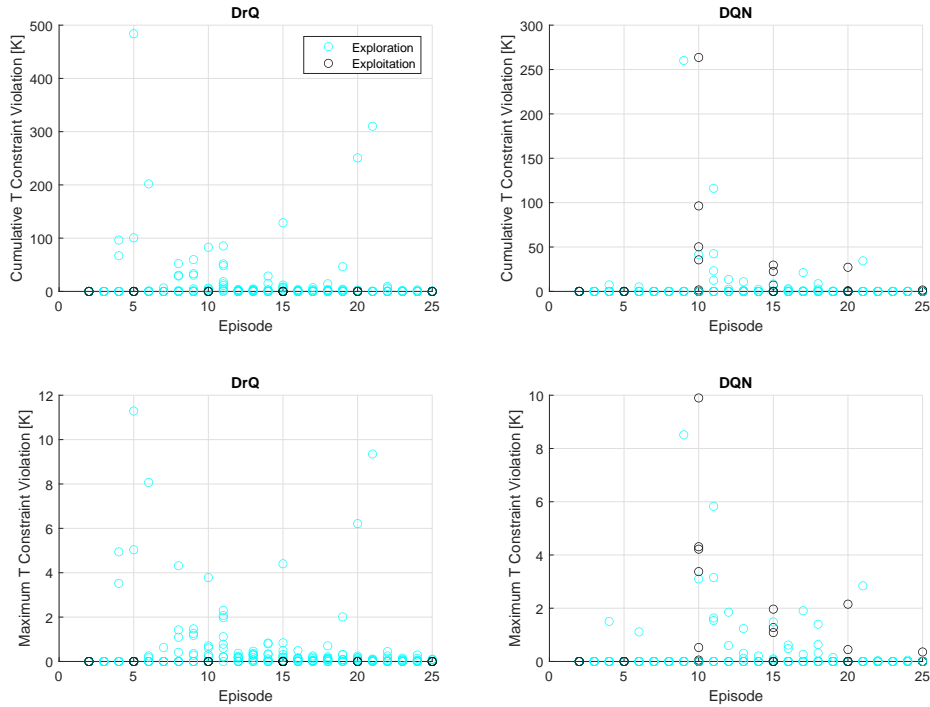 DrQ
Cumulative T Constraint Violation [K]
500
400
300
200
100
0
0 5 10 15 20 25
Episode
Exploration
Exploitation
DQN
Cumulative T Constraint Violation [K]
300
250
200
150
100
50
0
0 5 10 15 20 25
Episode
DrQ
Maximum T Constraint Violation [K]
12
10
8
6
4
2
0
0 5 10 15 20 25
Episode
DQN
Maximum T Constraint Violation [K]
10
8
6
4
2
0
0 5 10 15 20 25
Episode